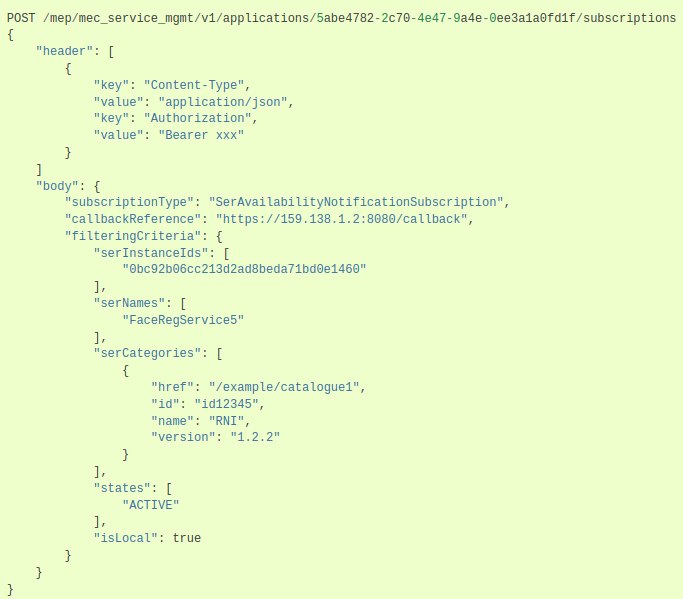 POST /mep/mec_service_mgmt/v1/applications/5abe4782-2c70-4e47-9a4e-0ee3a1a0fd1f/subscriptions
{
    "header": [
        {
            "key": "Content-Type",
            "value": "application/json",
            "key": "Authorization",
            "value": "Bearer xxx"
        }
    ]
    "body": {
        "subscriptionType": "SerAvailabilityNotificationSubscription",
        "callbackReference": "https://159.138.1.2:8080/callback",
        "filteringCriteria": {
            "serInstanceIds": [
                "0bc92b06cc213d2ad8beda71bd0e1460"
            ],
            "serNames": [
                "FaceRegService5"
            ],
            "serCategories": [
                {
                    "href": "/example/catalogue1",
                    "id": "id12345",
                    "name": "RNI",
                    "version": "1.2.2"
                }
            ],
            "states": [
                "ACTIVE"
            ],
            "isLocal": true
        }
    }
}